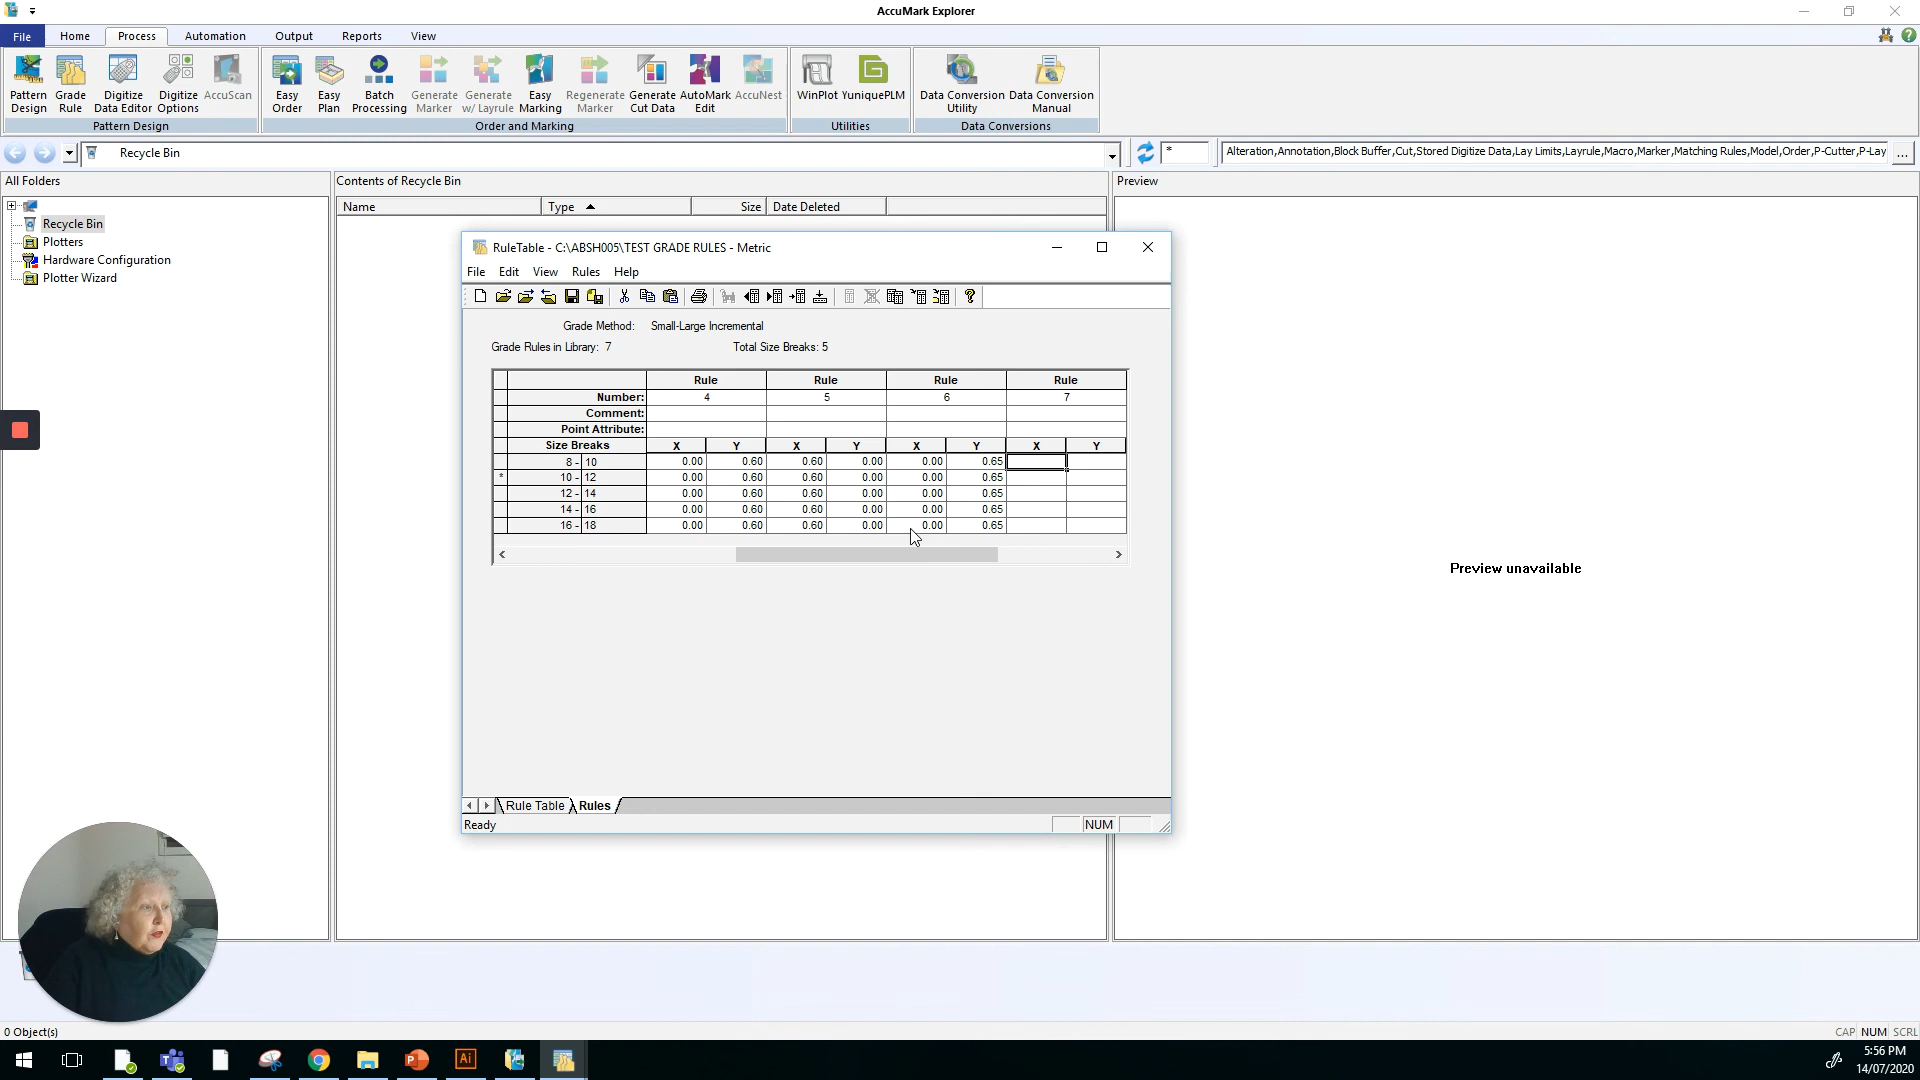 AccuMark Explorer
File Home Process Automation Output Reports View
Pattern Design Grade Rule Digitize Data Editor Digitize Options AccuScan Easy Order Easy Plan Batch Processing Generate Marker Generate w/ Layrule Easy Marking Regenerate Marker Generate Cut Data AutoMark Edit AccuNest WinPlot YuniquePLM Data Conversion Utility Data Conversion Manual
Pattern Design Order and Marking Utilities Data Conversions
Recycle Bin * Alteration,Annotation,Block Buffer,Cut,Stored Digitize Data,Lay Limits,Layrule,Macro,Marker,Matching Rules,Model,Order,P-Cutter,P-Lay ...
All Folders Contents of Recycle Bin Preview
Name Type Size Date Deleted
Recycle Bin
Plotters
Hardware Configuration
Plotter Wizard
RuleTable - C:\ABSH005\TEST GRADE RULES - Metric
File Edit View Rules Help
Grade Method: Small-Large Incremental
Grade Rules in Library: 7 Total Size Breaks: 5
Rule Rule Rule Rule
Number: 4 5 6 7
Comment:
Point Attribute:
Size Breaks X Y X Y X Y X Y
8 - 10 0.00 0.60 0.60 0.00 0.00 0.65
* 10 - 12 0.00 0.60 0.60 0.00 0.00 0.65
12 - 14 0.00 0.60 0.60 0.00 0.00 0.65
14 - 16 0.00 0.60 0.60 0.00 0.00 0.65
16 - 18 0.00 0.60 0.60 0.00 0.00 0.65
Preview unavailable
Rule Table Rules
Ready NUM
0 Object(s) CAP NUM SCRL
5:56 PM
14/07/2020